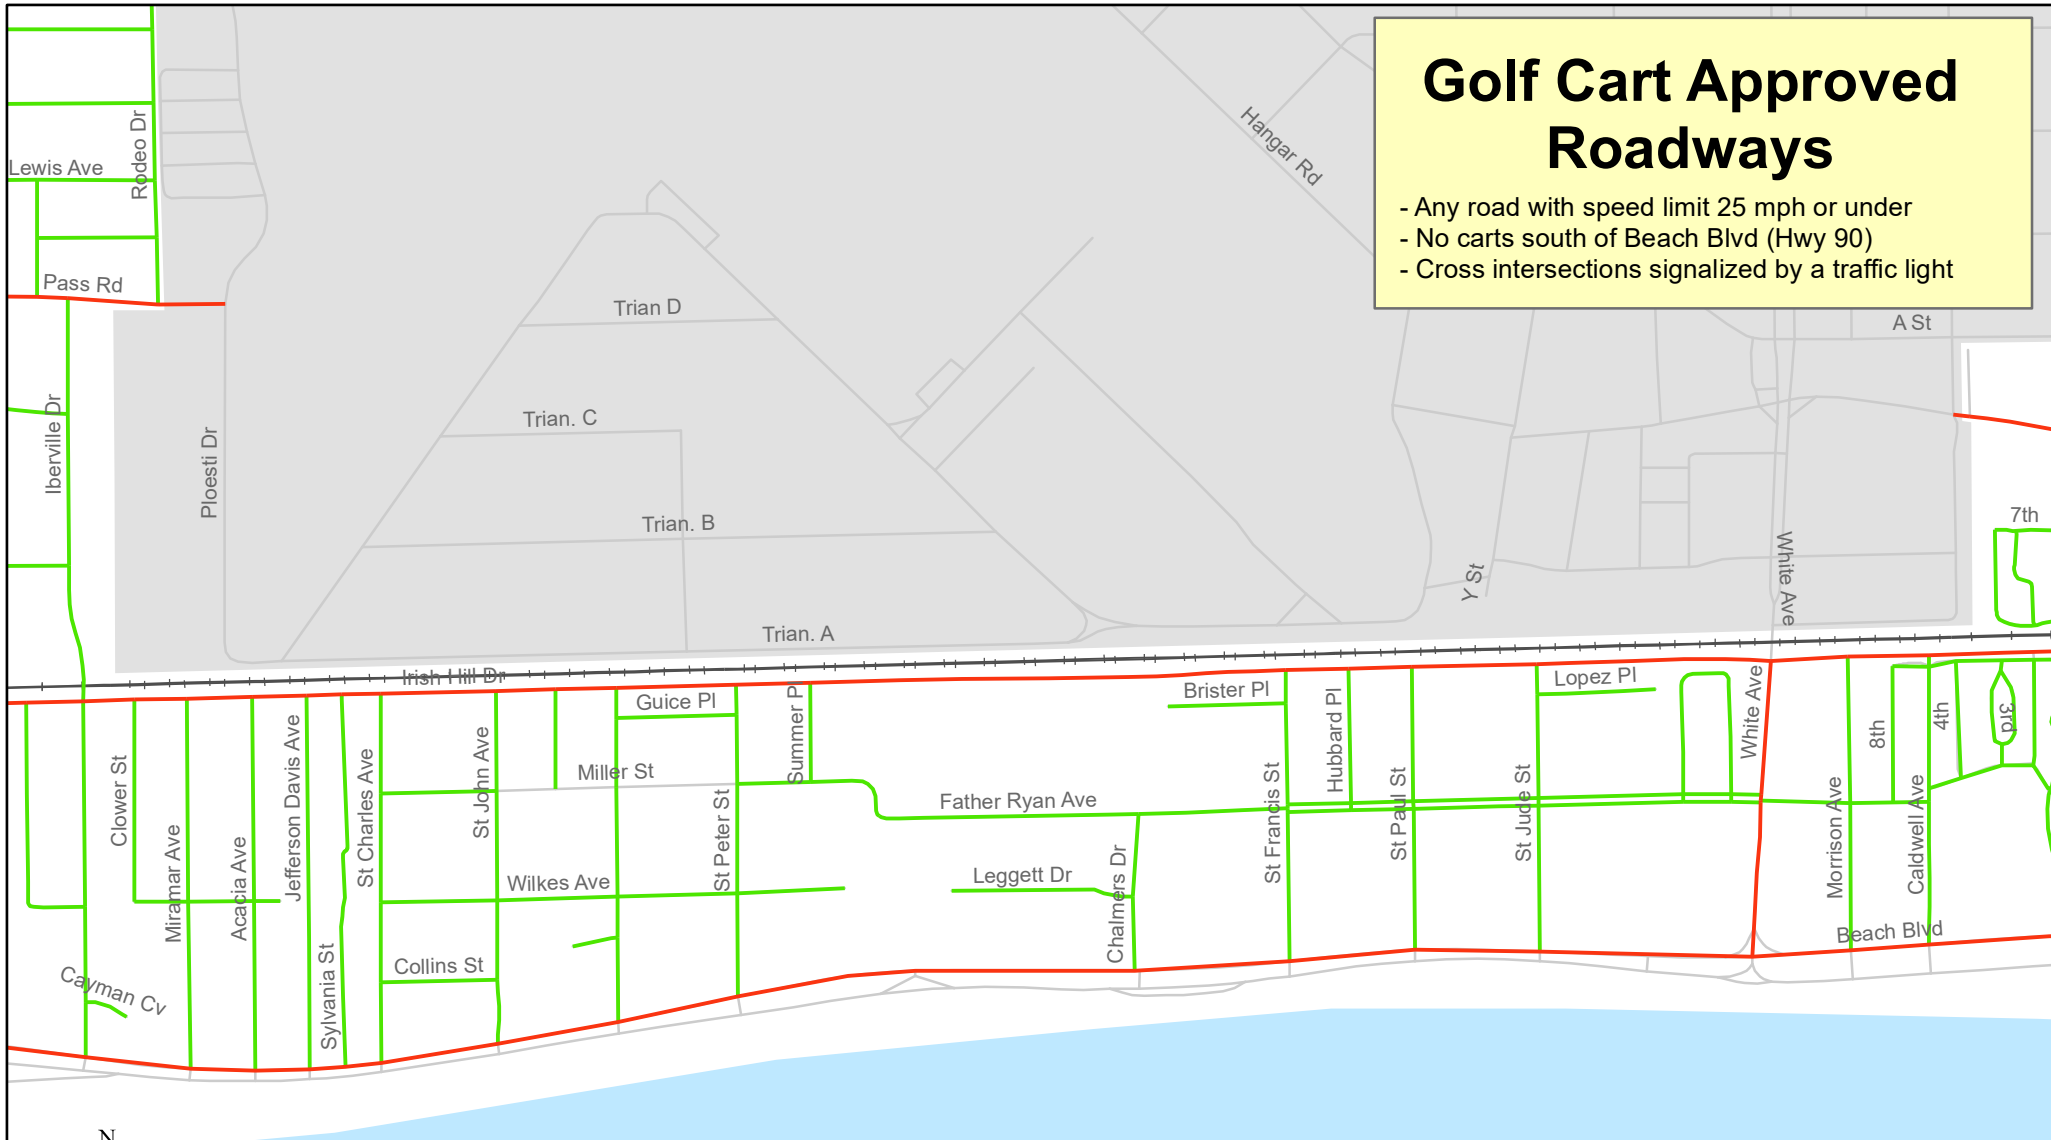 Golf Cart Approved
Roadways
- Any road with speed limit 25 mph or under
- No carts south of Beach Blvd (Hwy 90)
- Cross intersections signalized by a traffic light
Rodeo Dr
Lewis Ave
Hangar Rd
Pass Rd
Trian D
A St
Iberville Dr
Ploesti Dr
Trian. C
Trian. B
7th
Y St
White Ave
Trian. A
Irish Hill Dr
Guice Pl
Summer Pl
Brister Pl
Hubbard Pl
Lopez Pl
White Ave
8th
4th
3rd
Clower St
Miramar Ave
Acacia Ave
Jefferson Davis Ave
Sylvania St
St Charles Ave
St John Ave
Miller St
St Peter St
Father Ryan Ave
St Francis St
St Paul St
St Jude St
Morrison Ave
Caldwell Ave
Wilkes Ave
Leggett Dr
Chalmers Dr
Collins St
Beach Blvd
Cayman Cv
N